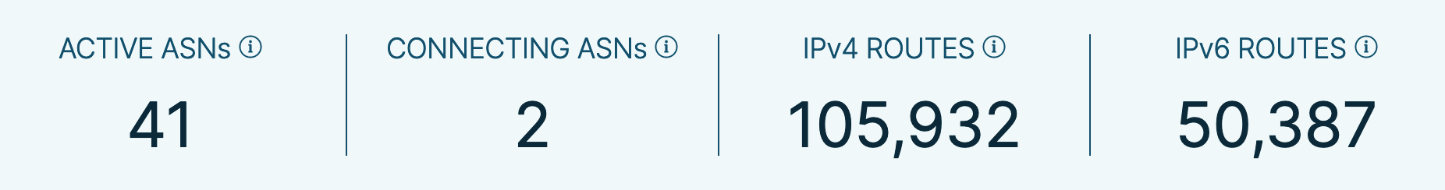 ACTIVE ASNs ⓘ CONNECTING ASNs ⓘ IPv4 ROUTES ⓘ IPv6 ROUTES ⓘ
41 2 105,932 50,387